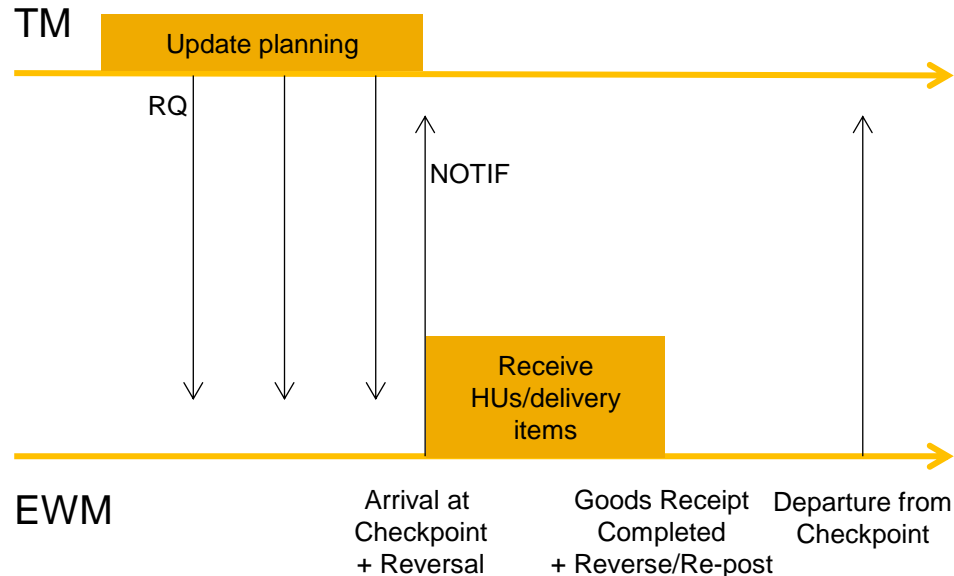 TM
Update planning
RQ
NOTIF
Receive
HUs/delivery
items
EWM
Arrival at
Checkpoint
+ Reversal
Goods Receipt
Completed
+ Reverse/Re-post
Departure from
Checkpoint